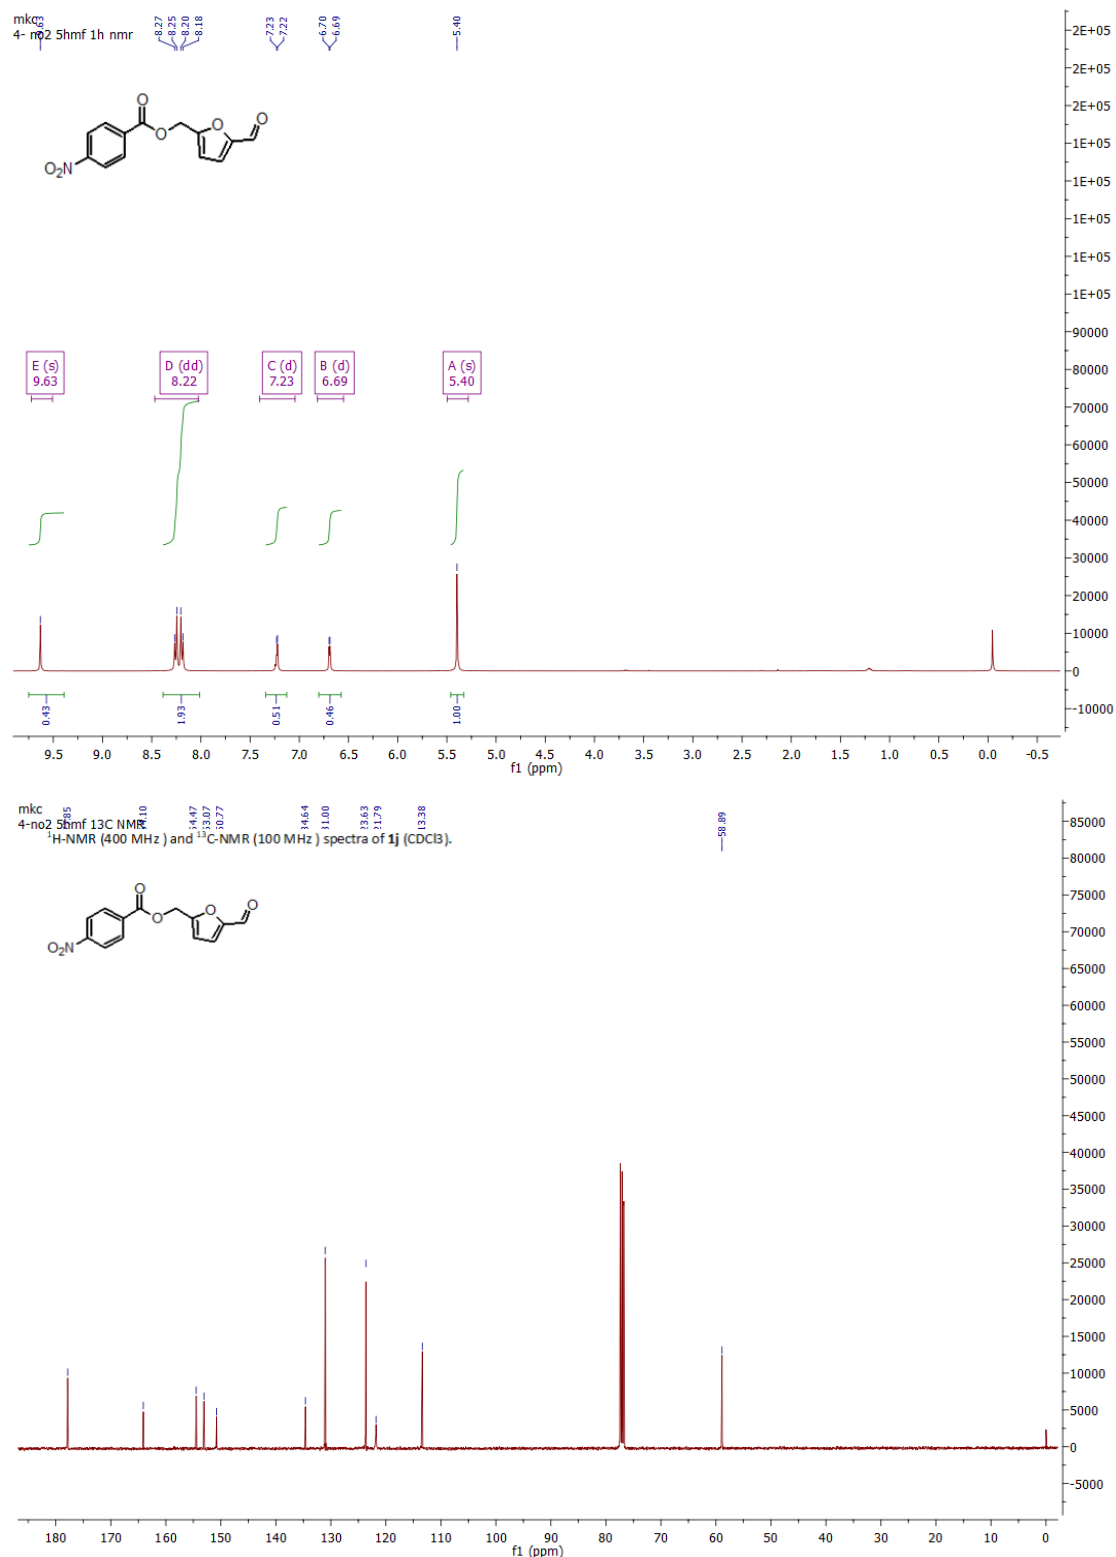 mkc
4- no2 5hmf 1h nmr
8.27
8.25
8.20
8.18
7.23
7.22
6.70
6.69
5.40
O
O
O
O
O₂N
E (s)
9.63
D (dd)
8.22
C (d)
7.23
B (d)
6.69
A (s)
5.40
2E+05
2E+05
2E+05
1E+05
1E+05
1E+05
1E+05
1E+05
90000
80000
70000
60000
50000
40000
30000
20000
10000
0
-10000
0.43
1.93
0.51
0.46
1.00
9.5 9.0 8.5 8.0 7.5 7.0 6.5 6.0 5.5 5.0 4.5 4.0 3.5 3.0 2.5 2.0 1.5 1.0 0.5 0.0 -0.5
f1 (ppm)
mkc
4-no2 5hmf 13C NMR
¹H-NMR (400 MHz ) and ¹³C-NMR (100 MHz ) spectra of 1j (CDCl3).
58.89
O
O
O
O
O₂N
85000
80000
75000
70000
65000
60000
55000
50000
45000
40000
35000
30000
25000
20000
15000
10000
5000
0
-5000
180 170 160 150 140 130 120 110 100 90 80 70 60 50 40 30 20 10 0
f1 (ppm)